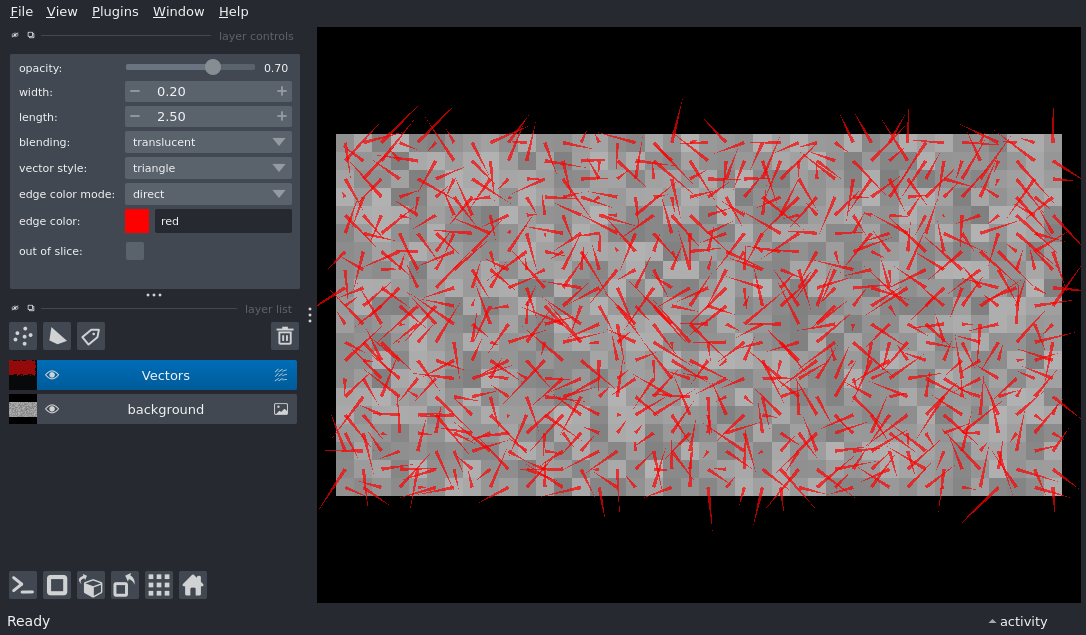 File View Plugins Window Help
layer controls
opacity: 0.70
width: − 0.20 +
length: − 2.50 +
blending: translucent
vector style: triangle
edge color mode: direct
edge color: red
out of slice:
layer list
Vectors
background
Ready
activity